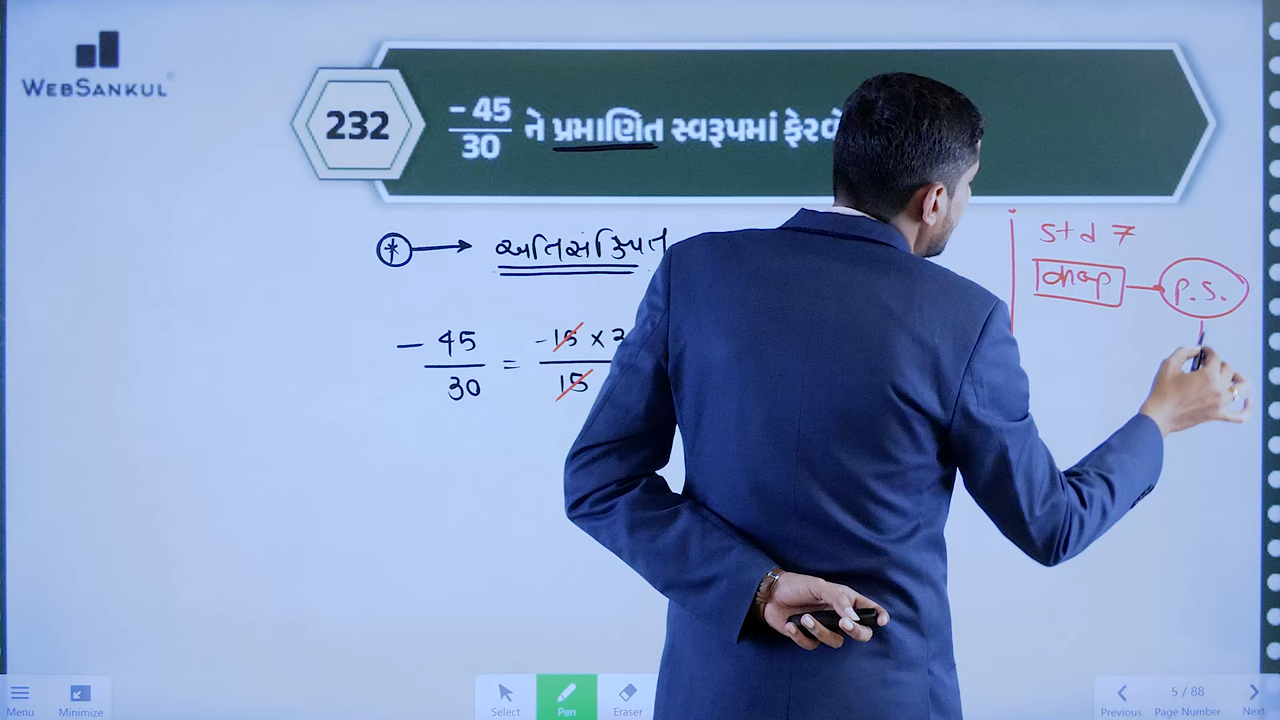 WEBSANKUL
232
-45/30 ને પ્રમાણિત સ્વરૂપમાં ફેરવો
* → અતિસંક્ષિપ્ત
Std 7
chap
P.S.
- 45/30 = -15 × 3/15
Menu
Minimize
Select
Pen
Eraser
Previous
5 / 88
Page Number
Next